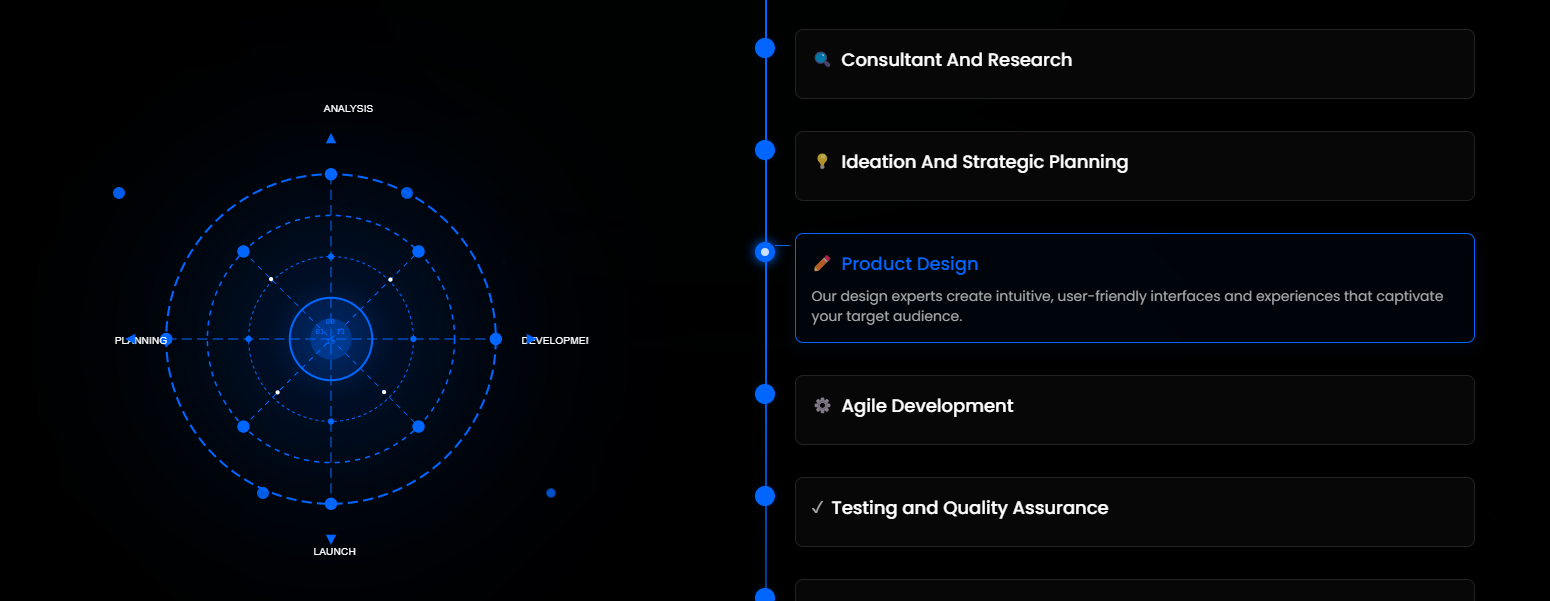 ANALYSIS
PLANNING
DEVELOPMEI
LAUNCH
Consultant And Research
Ideation And Strategic Planning
Product Design
Our design experts create intuitive, user-friendly interfaces and experiences that captivate
your target audience.
Agile Development
Testing and Quality Assurance